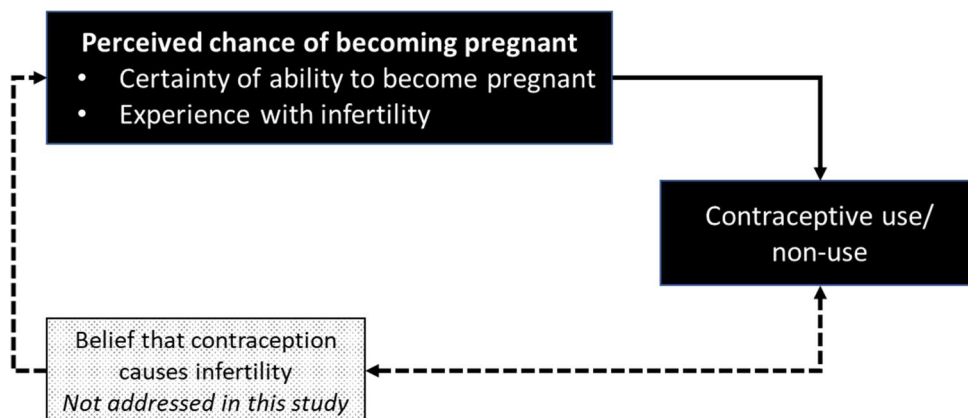 Perceived chance of becoming pregnant
• Certainty of ability to become pregnant
• Experience with infertility
Contraceptive use/
non-use
Belief that contraception
causes infertility
Not addressed in this study